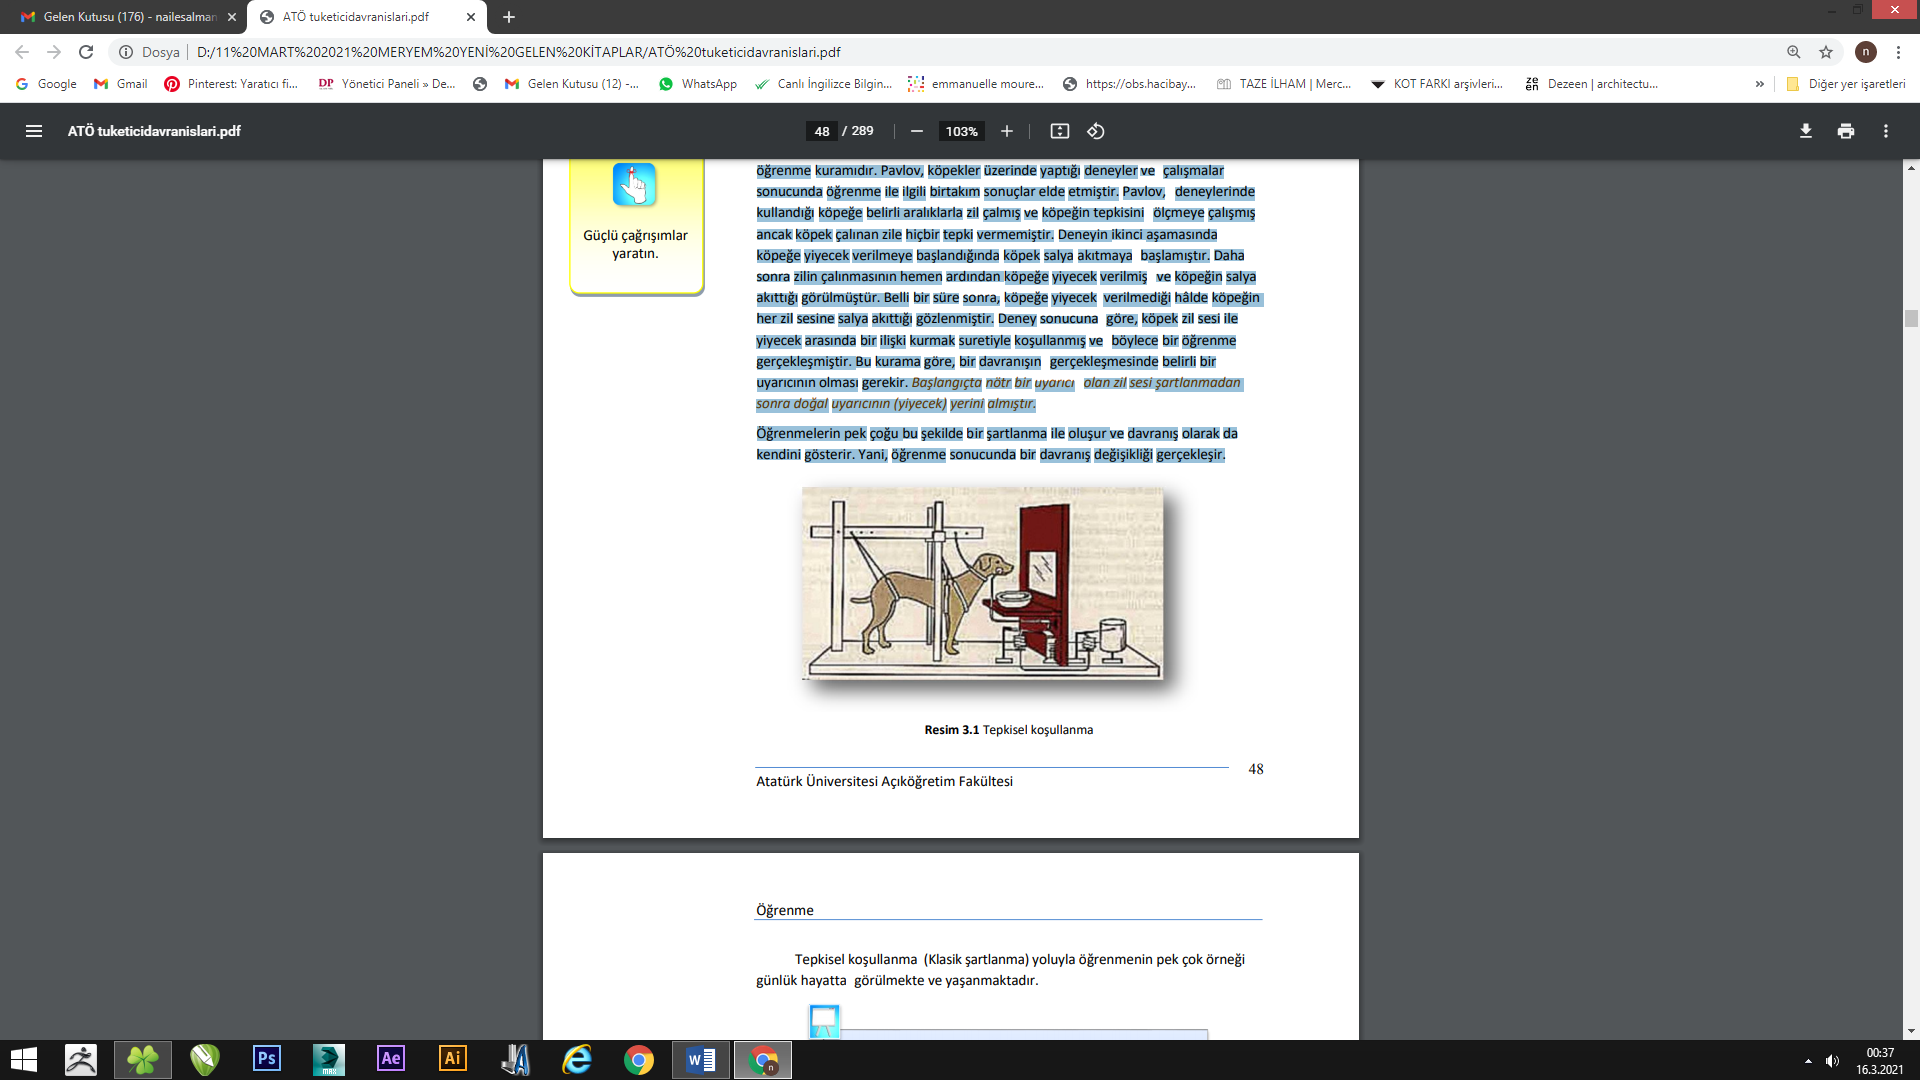 Gelen Kutusu (176) - nailesalmar
ATÖ tuketicidavranislari.pdf
Dosya
D:/11%20MART%202021%20MERYEM%20YENİ%20GELEN%20KİTAPLAR/ATÖ%20tuketicidavranislari.pdf
n
Google
Gmail
Pinterest: Yaratıcı fi...
DP Yönetici Paneli » De...
Gelen Kutusu (12) -...
WhatsApp
Canlı İngilizce Bilgin...
emmanuelle moure...
https://obs.hacibay...
TAZE İLHAM | Merc...
KOT FARKI arşivleri...
Dezeen | architectu...
»
Diğer yer işaretleri
ATÖ tuketicidavranislari.pdf
48 / 289
103%
Güçlü çağrışımlar
yaratın.
öğrenme kuramıdır. Pavlov, köpekler üzerinde yaptığı deneyler ve çalışmalar
sonucunda öğrenme ile ilgili birtakım sonuçlar elde etmiştir. Pavlov, deneylerinde
kullandığı köpeğe belirli aralıklarla zil çalmış ve köpeğin tepkisini ölçmeye çalışmış
ancak köpek çalınan zile hiçbir tepki vermemiştir. Deneyin ikinci aşamasında
köpeğe yiyecek verilmeye başlandığında köpek salya akıtmaya başlamıştır. Daha
sonra zilin çalınmasının hemen ardından köpeğe yiyecek verilmiş ve köpeğin salya
akıttığı görülmüştür. Belli bir süre sonra, köpeğe yiyecek verilmediği hâlde köpeğin
her zil sesine salya akıttığı gözlenmiştir. Deney sonucuna göre, köpek zil sesi ile
yiyecek arasında bir ilişki kurmak suretiyle koşullanmış ve böylece bir öğrenme
gerçekleşmiştir. Bu kurama göre, bir davranışın gerçekleşmesinde belirli bir
uyarıcının olması gerekir. Başlangıçta nötr bir uyarıcı olan zil sesi şartlanmadan
sonra doğal uyarıcının (yiyecek) yerini almıştır.
Öğrenmelerin pek çoğu bu şekilde bir şartlanma ile oluşur ve davranış olarak da
kendini gösterir. Yani, öğrenme sonucunda bir davranış değişikliği gerçekleşir.
Resim 3.1 Tepkisel koşullanma
48
Atatürk Üniversitesi Açıköğretim Fakültesi
Öğrenme
Tepkisel koşullanma (Klasik şartlanma) yoluyla öğrenmenin pek çok örneği
günlük hayatta görülmekte ve yaşanmaktadır.
Ps
MAX
Ae
Ai
W
n
00:37
16.3.2021